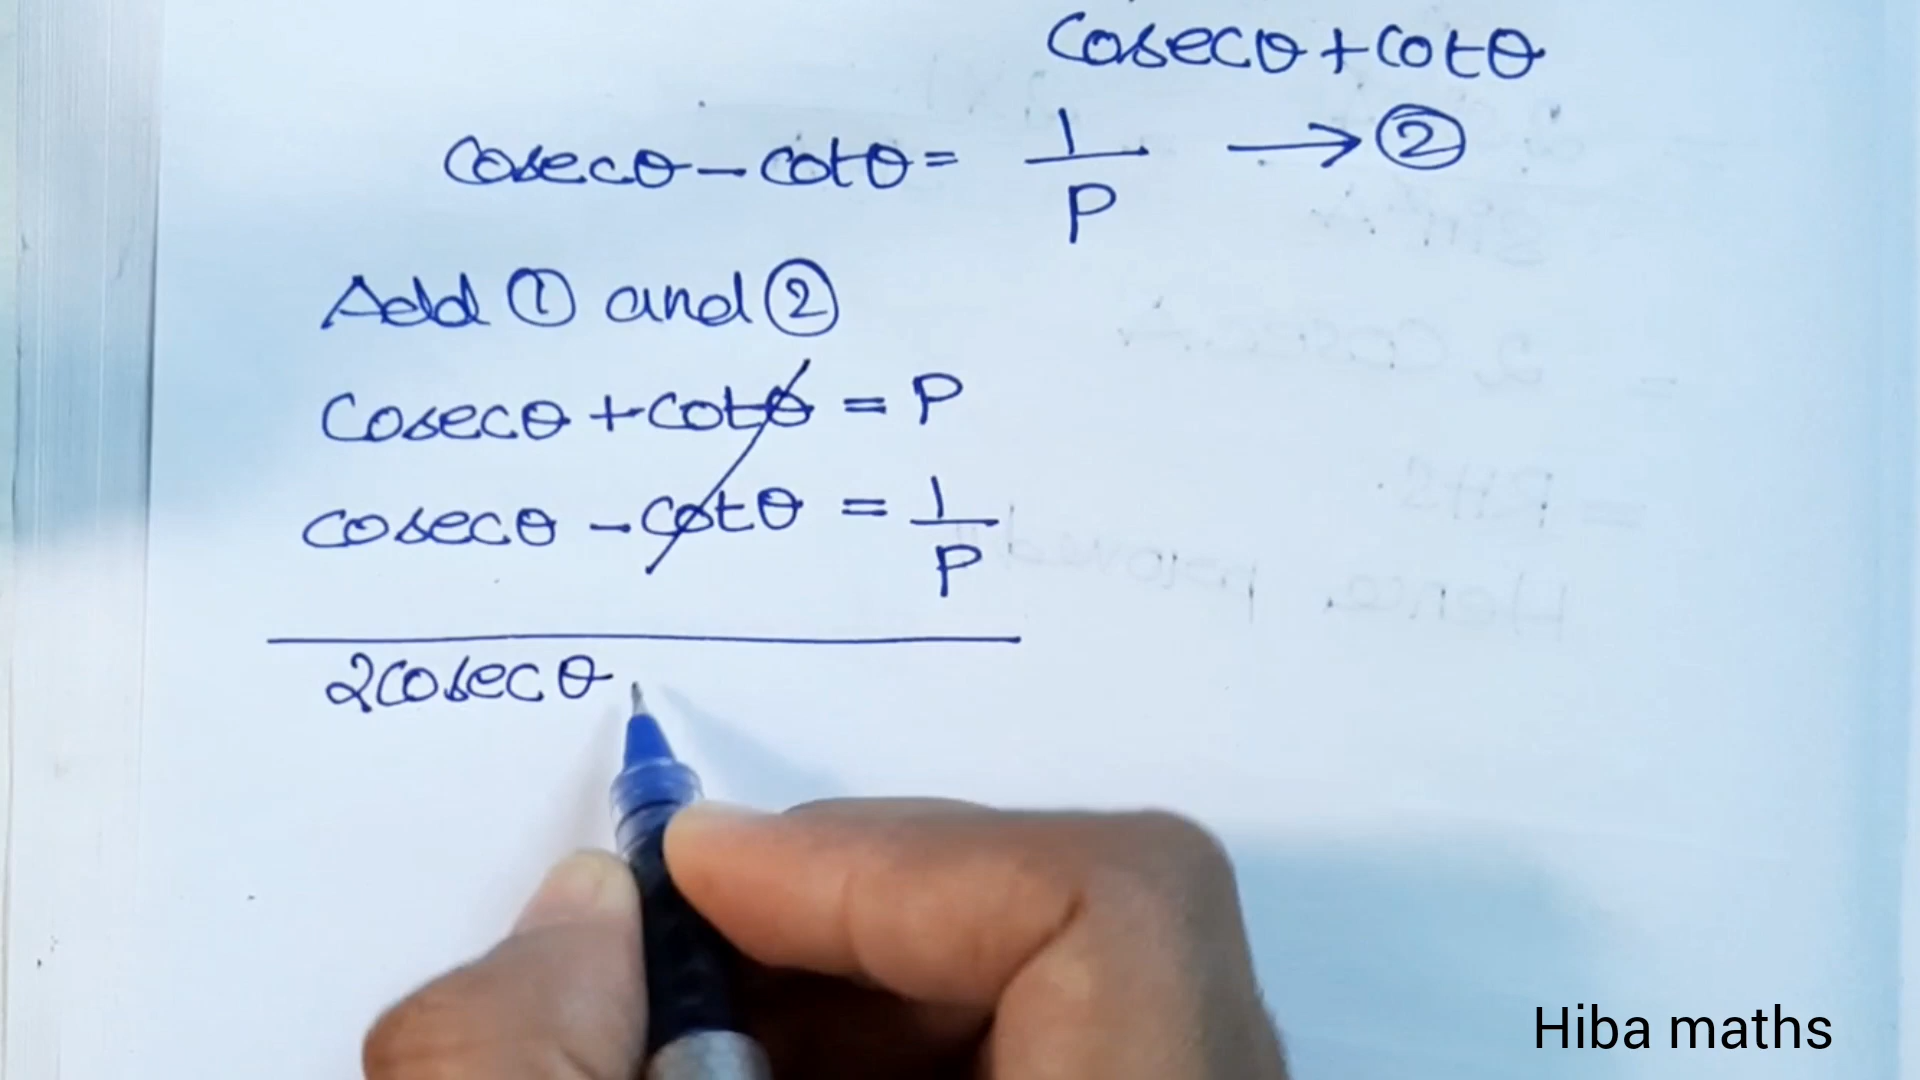 cosecθ+cotθ
cosecθ-cotθ= 1/P → ②
Add ① and ②
cosecθ +cotθ = P
cosecθ -cotθ = 1/P
2cosecθ
Hiba maths